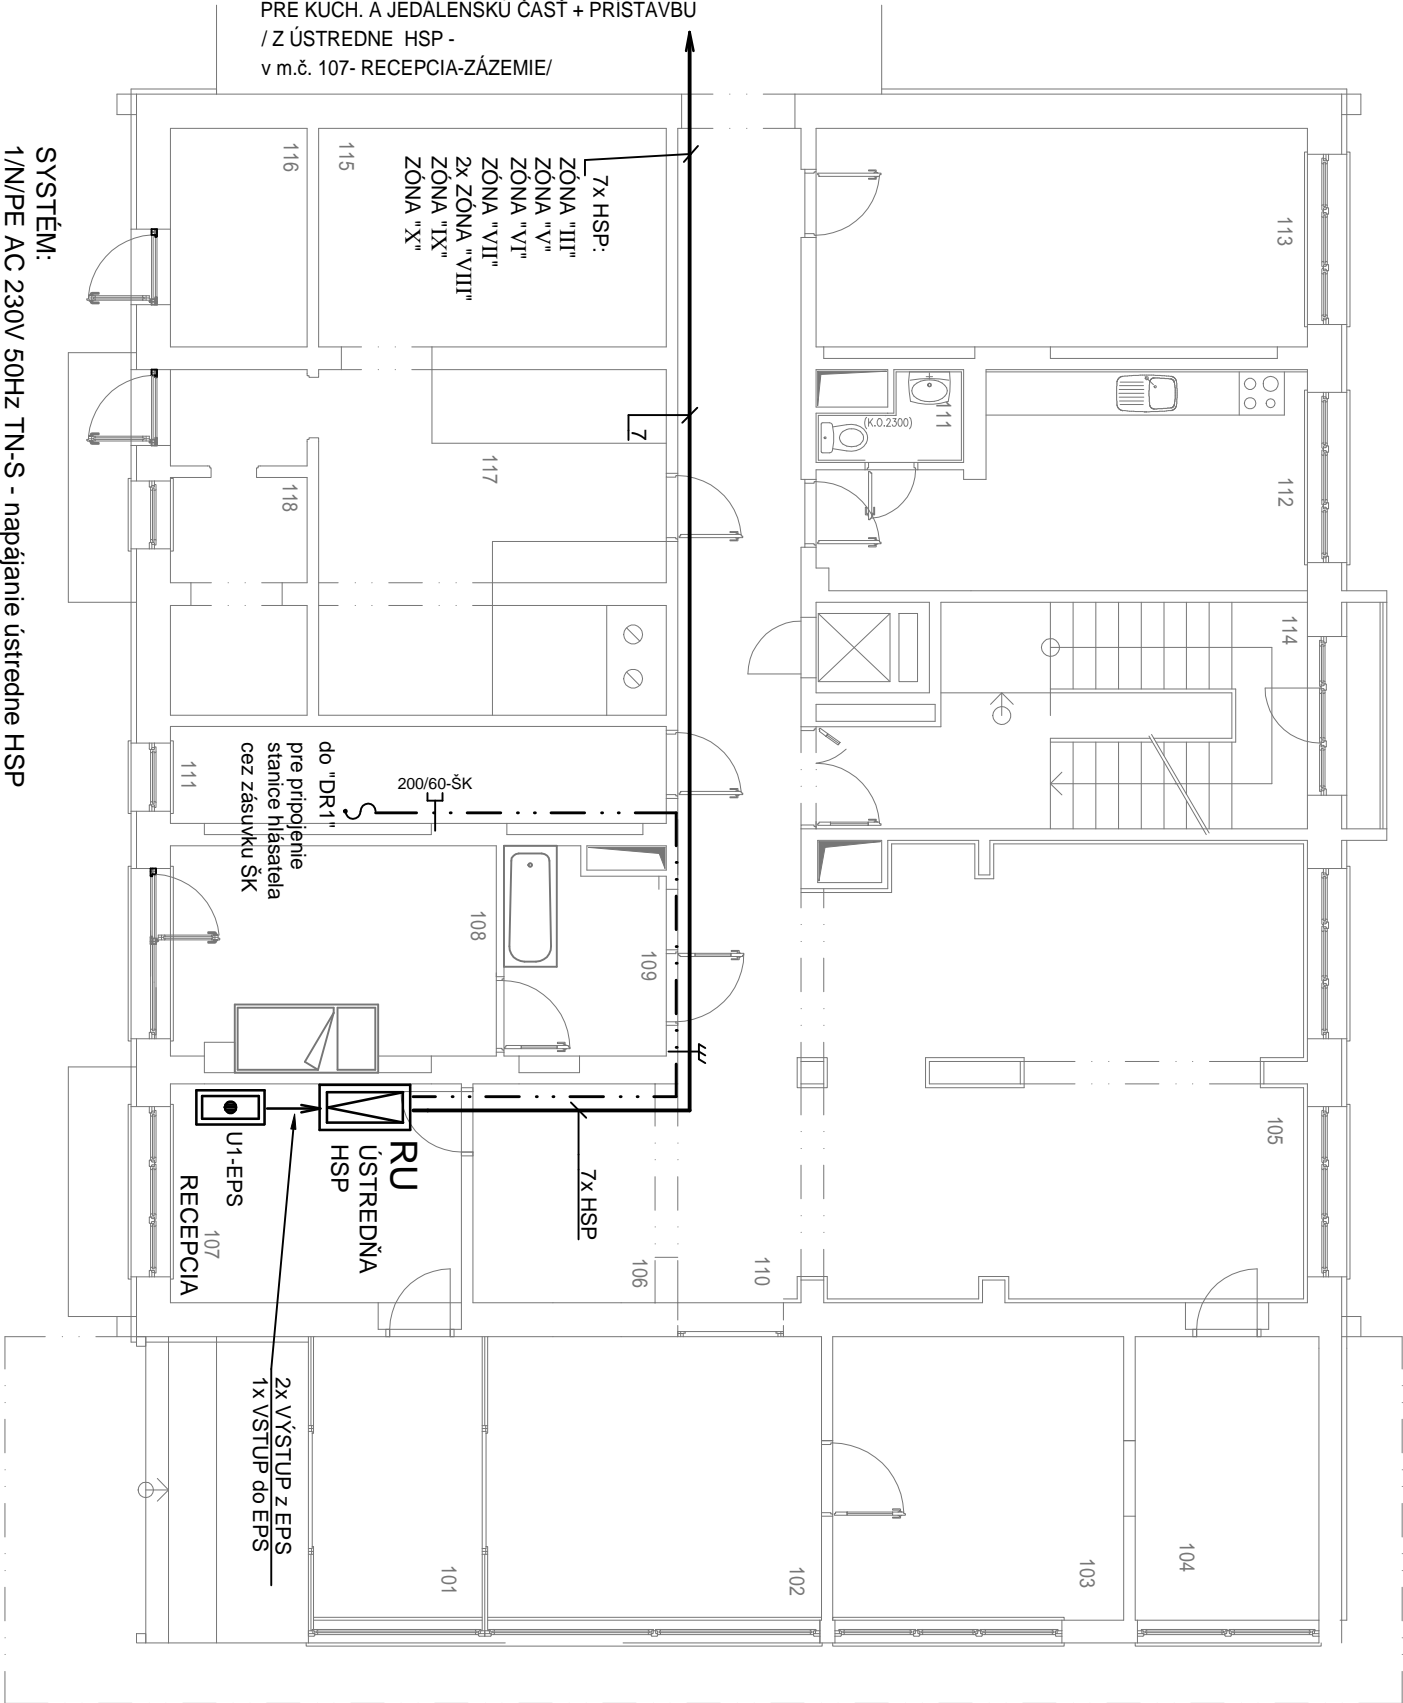 PRE KUCH. A JEDÁLENSKÚ ČASŤ + PRÍSTAVBU
/ Z ÚSTREDNE HSP -
v m.č. 107- RECEPCIA-ZÁZEMIE/
SYSTÉM:
1/N/PE AC 230V 50Hz TN-S - napájanie ústredne HSP
7x HSP:
ZÓNA "III"
ZÓNA "V"
ZÓNA "VI"
ZÓNA "VII"
2x ZÓNA "VIII"
ZÓNA "IX"
ZÓNA "X"
116
115
113
7
117
118
111
(K.O.2300)
112
114
111
do "DR1"
pre pripojenie
stanice hlásatela
cez zásuvku ŠK
200/60-ŠK
108
109
105
RU
ÚSTREDŇA
HSP
U1-EPS
107
RECEPCIA
7x HSP
106
110
2x VÝSTUP z EPS
1x VSTUP do EPS
101
102
103
104